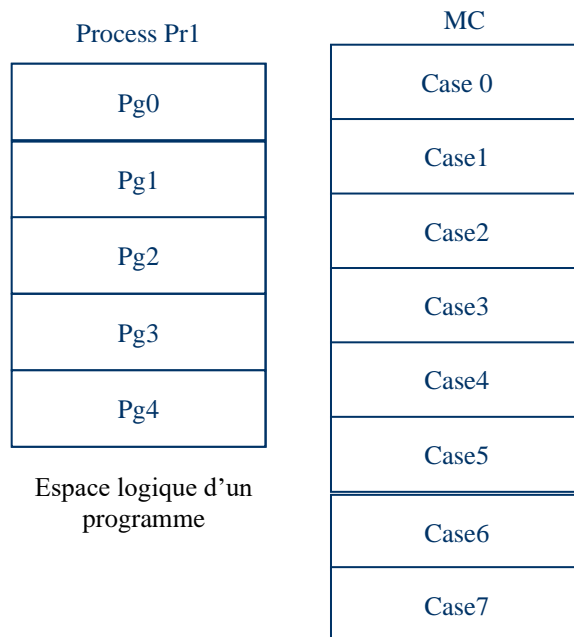 Process Pr1
Pg0
Pg1
Pg2
Pg3
Pg4
Espace logique d’un
programme
MC
Case 0
Case1
Case2
Case3
Case4
Case5
Case6
Case7